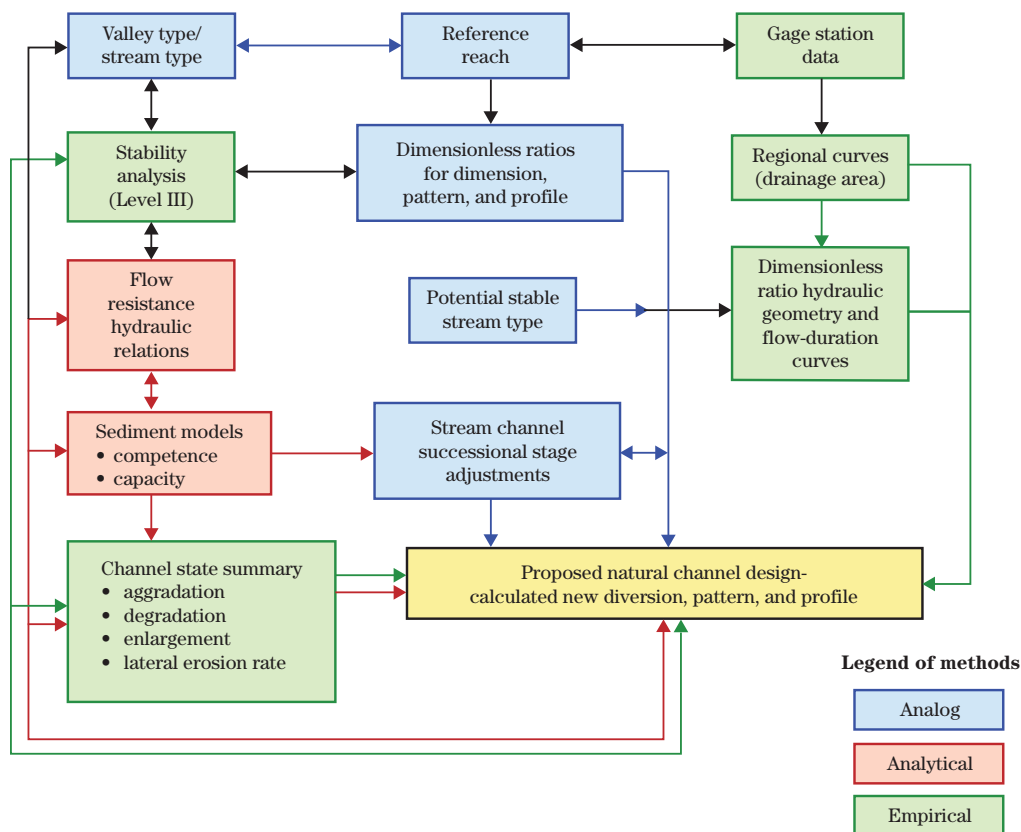 Valley type/
stream type
Reference
reach
Gage station
data
Stability
analysis
(Level III)
Dimensionless ratios
for dimension,
pattern, and profile
Regional curves
(drainage area)
Flow
resistance
hydraulic
relations
Potential stable
stream type
Dimensionless
ratio hydraulic
geometry and
flow-duration
curves
Sediment models
• competence
• capacity
Stream channel
successional stage
adjustments
Channel state summary
• aggradation
• degradation
• enlargement
• lateral erosion rate
Proposed natural channel design-
calculated new diversion, pattern, and profile
Legend of methods
Analog
Analytical
Empirical